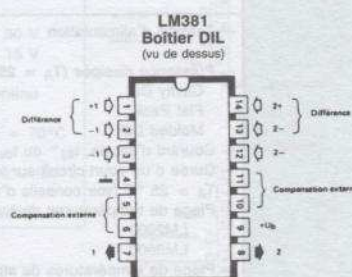 LM381
Boîtier DIL
(vu de dessus)
Différence
+1 1
-1 2
-1 3
4
Compensation externe
5
6
1 7
14 2+
13 2-
Différence
12 2-
11
10
Compensation extern
9 +Ub
8 2